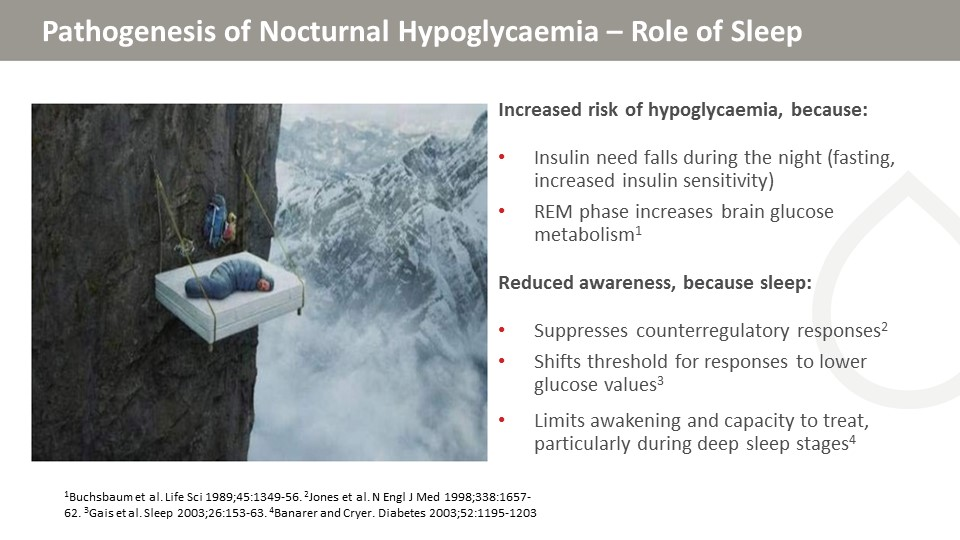 Pathogenesis of Nocturnal Hypoglycaemia – Role of Sleep
Increased risk of hypoglycaemia, because:
• Insulin need falls during the night (fasting,
increased insulin sensitivity)
• REM phase increases brain glucose
metabolism¹
Reduced awareness, because sleep:
• Suppresses counterregulatory responses²
• Shifts threshold for responses to lower
glucose values³
• Limits awakening and capacity to treat,
particularly during deep sleep stages⁴
¹Buchsbaum et al. Life Sci 1989;45:1349-56. ²Jones et al. N Engl J Med 1998;338:1657-
62. ³Gais et al. Sleep 2003;26:153-63. ⁴Banarer and Cryer. Diabetes 2003;52:1195-1203